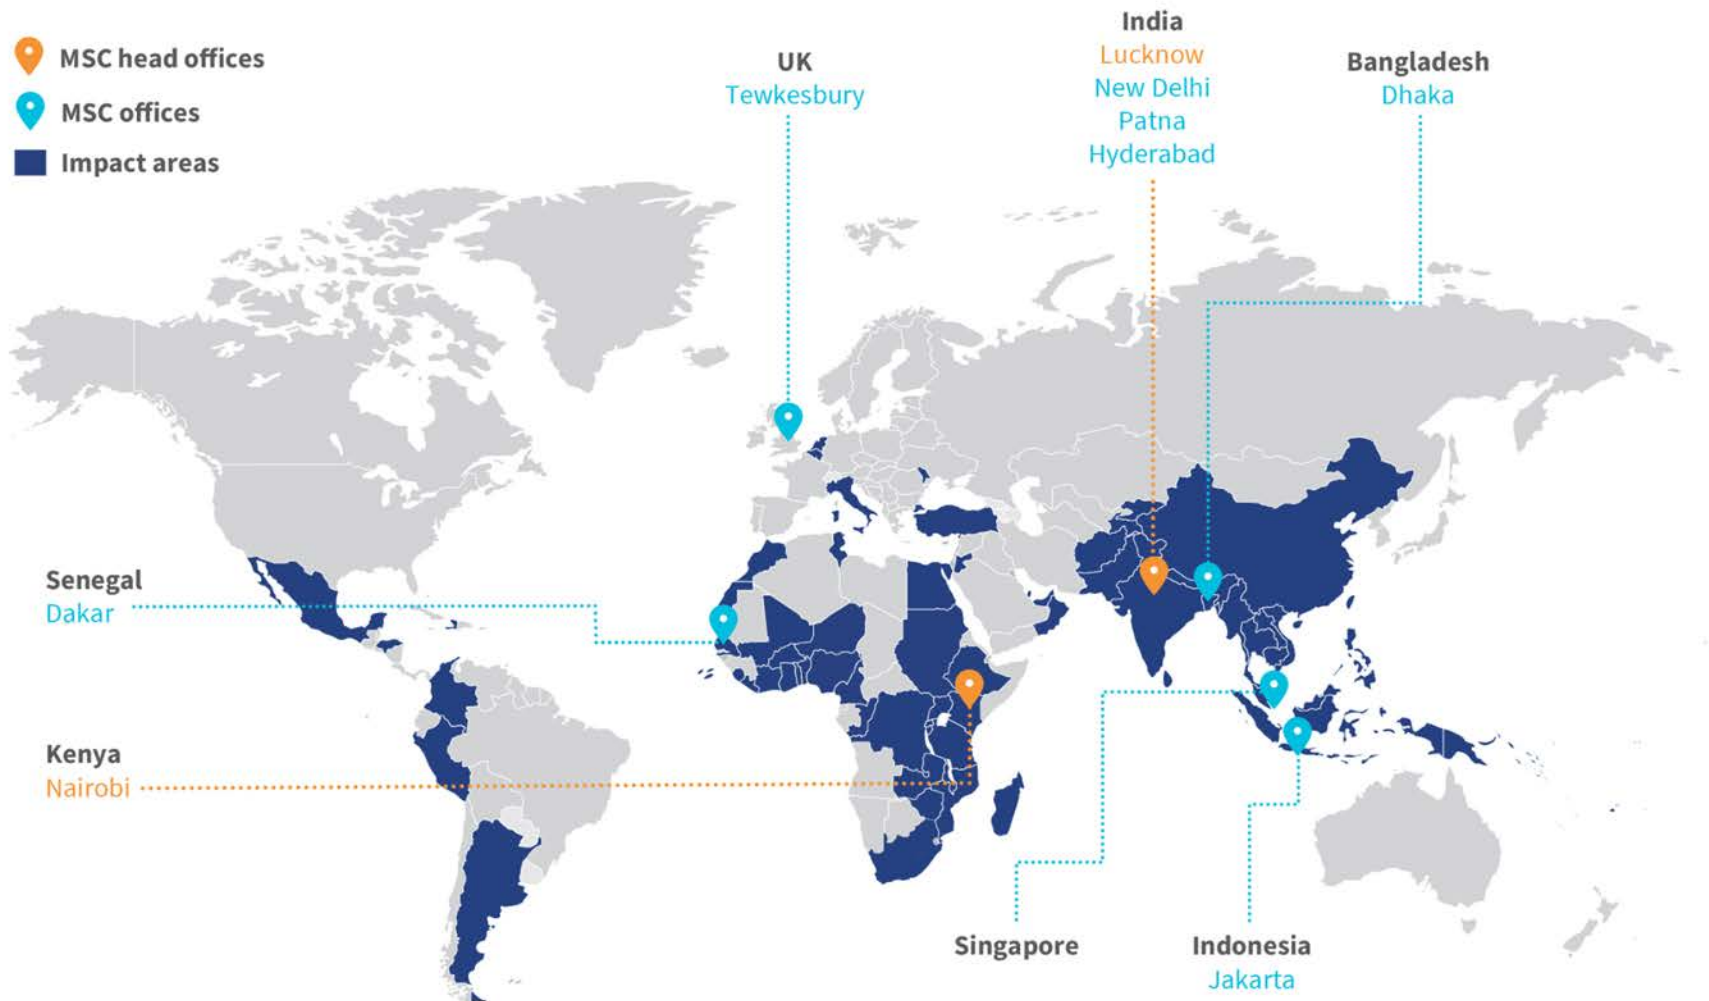 MSC head offices
MSC offices
Impact areas
UK
Tewkesbury
India
Lucknow
New Delhi
Patna
Hyderabad
Bangladesh
Dhaka
Senegal
Dakar
Kenya
Nairobi
Singapore
Indonesia
Jakarta